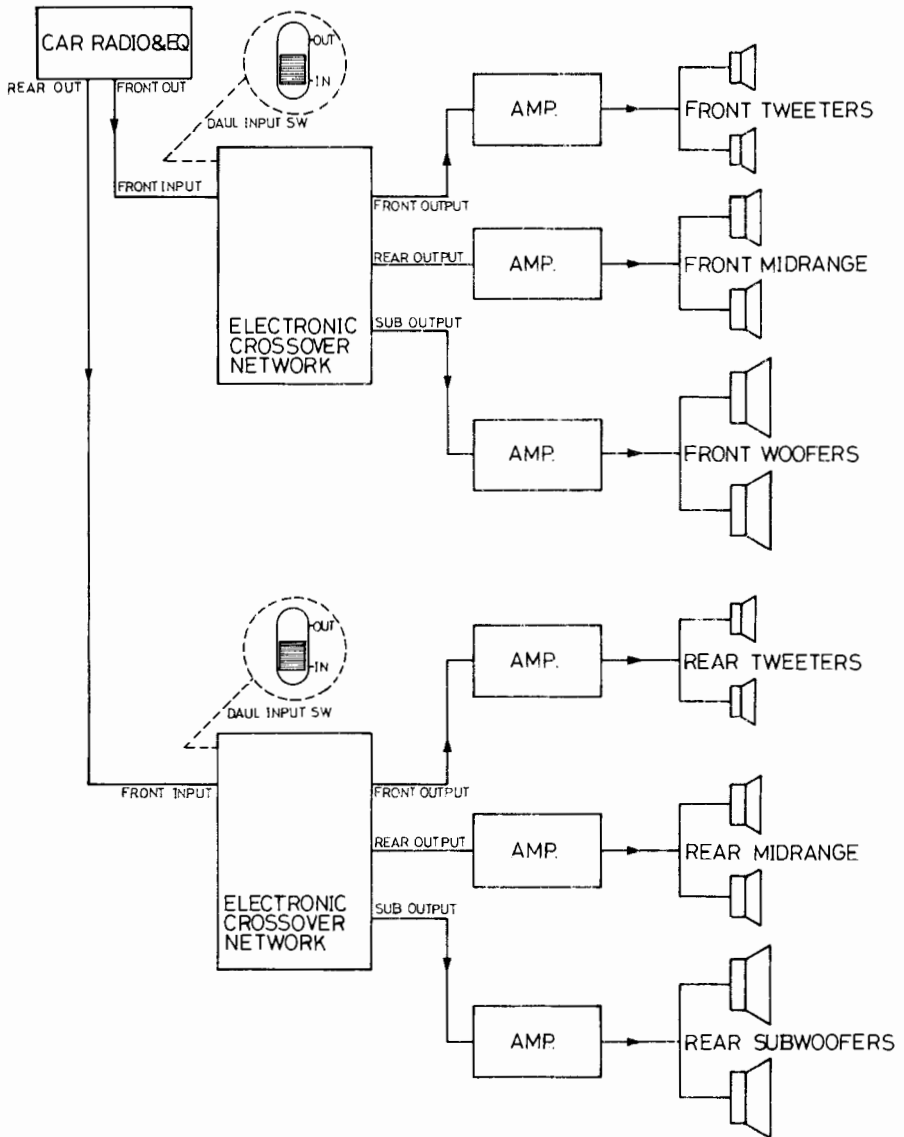 CAR RADIO&EQ
REAR OUT
FRONT OUT
OUT
IN
DAUL INPUT SW
FRONT INPUT
ELECTRONIC
CROSSOVER
NETWORK
FRONT OUTPUT
REAR OUTPUT
SUB OUTPUT
AMP.
FRONT TWEETERS
AMP.
FRONT MIDRANGE
AMP.
FRONT WOOFERS
OUT
IN
DAUL INPUT SW
FRONT INPUT
ELECTRONIC
CROSSOVER
NETWORK
FRONT OUTPUT
REAR OUTPUT
SUB OUTPUT
AMP.
REAR TWEETERS
AMP.
REAR MIDRANGE
AMP.
REAR SUBWOOFERS